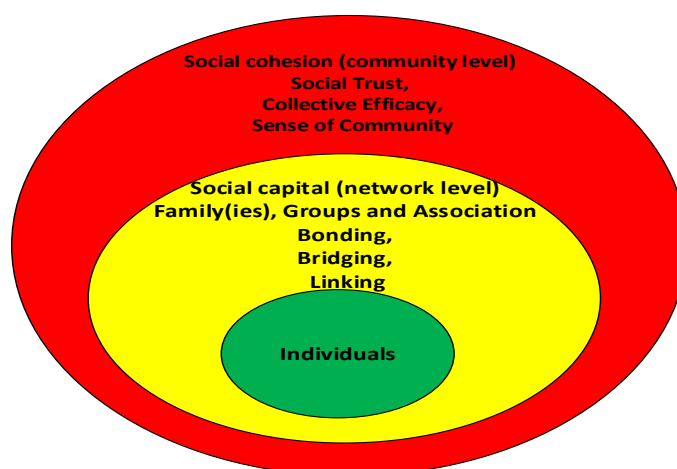 Social cohesion (community level)
Social Trust,
Collective Efficacy,
Sense of Community
Social capital (network level)
Family(ies), Groups and Association
Bonding,
Bridging,
Linking
Individuals